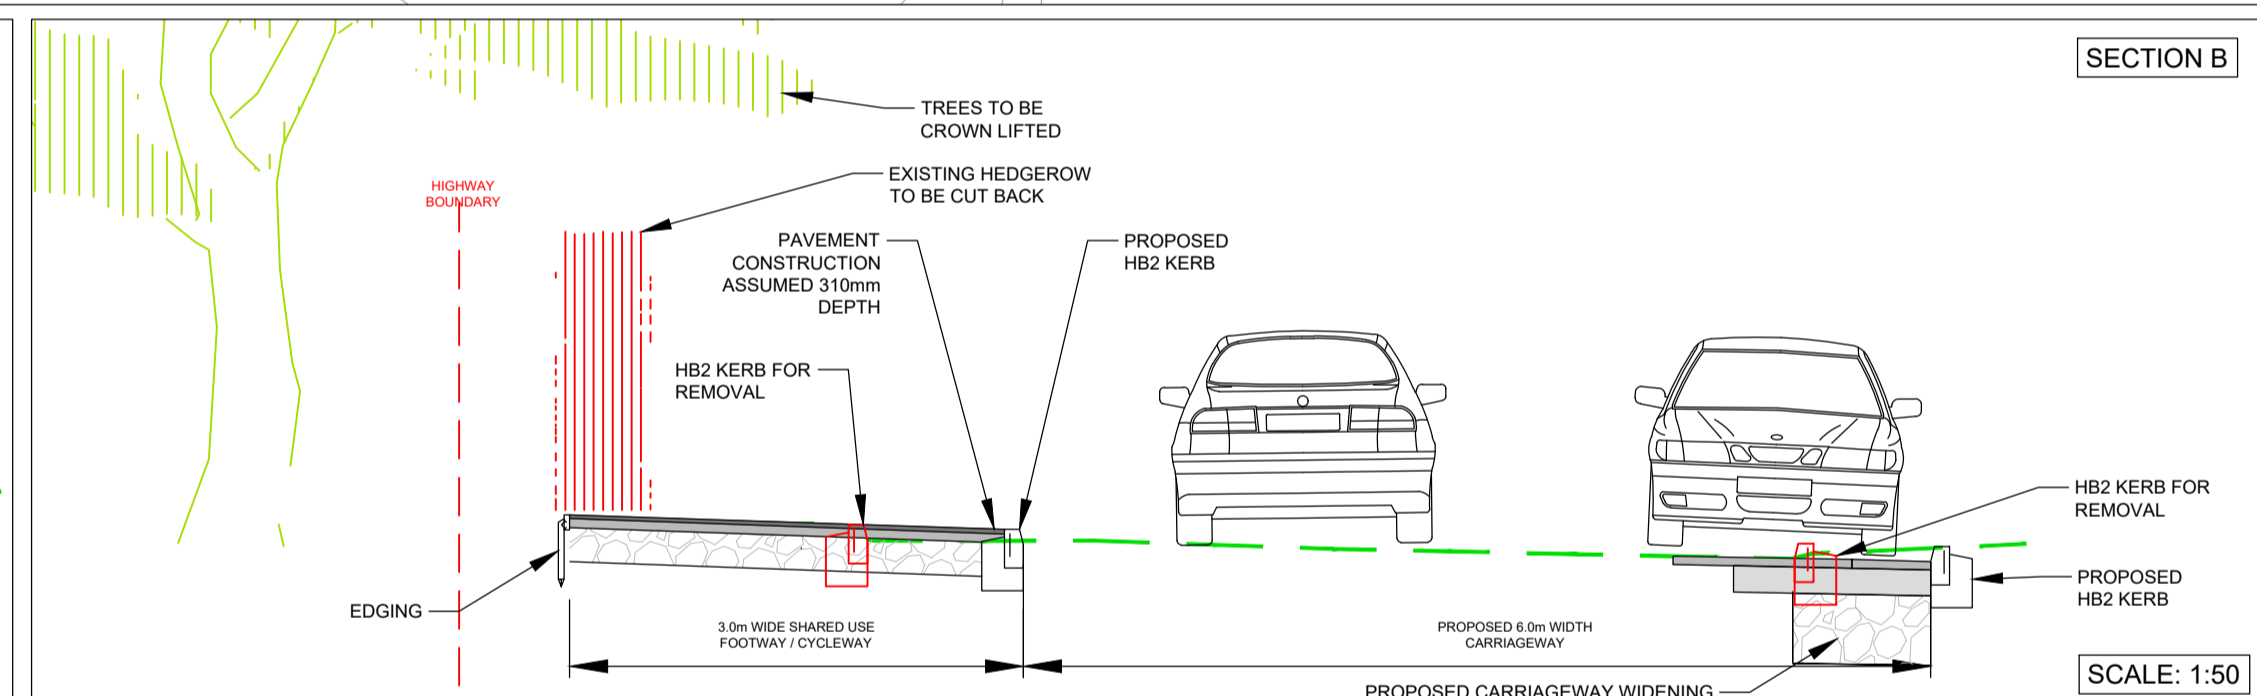 SECTION B
TREES TO BE
CROWN LIFTED
EXISTING HEDGEROW
TO BE CUT BACK
HIGHWAY
BOUNDARY
PAVEMENT
CONSTRUCTION
ASSUMED 310mm
DEPTH
PROPOSED
HB2 KERB
HB2 KERB FOR
REMOVAL
HB2 KERB FOR
REMOVAL
PROPOSED
HB2 KERB
EDGING
3.0m WIDE SHARED USE
FOOTWAY / CYCLEWAY
PROPOSED 6.0m WIDTH
CARRIAGEWAY
PROPOSED CARRIAGEWAY WIDENING
SCALE: 1:50